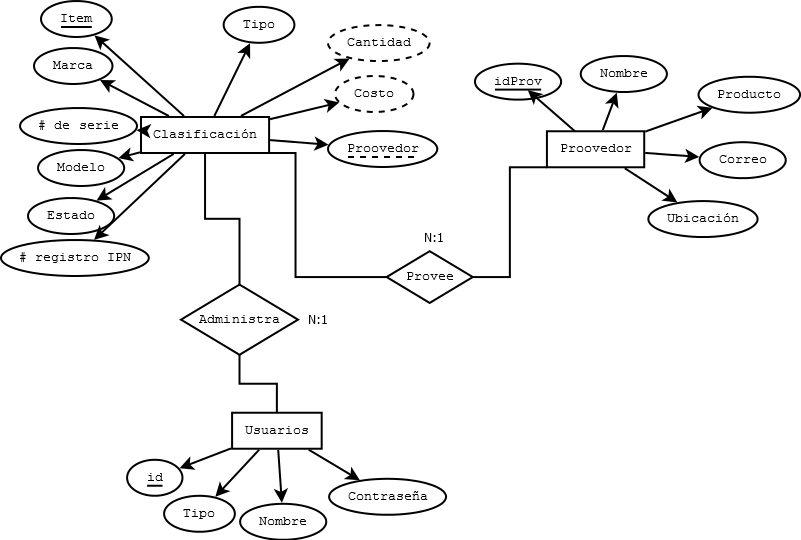 Item
Tipo
Cantidad
Marca
Nombre
idProv
Costo
Producto
# de serie
Clasificación
Proovedor
Proovedor
Modelo
Correo
Estado
Ubicación
N:1
# registro IPN
Provee
Administra
N:1
Usuarios
id
Contraseña
Tipo
Nombre